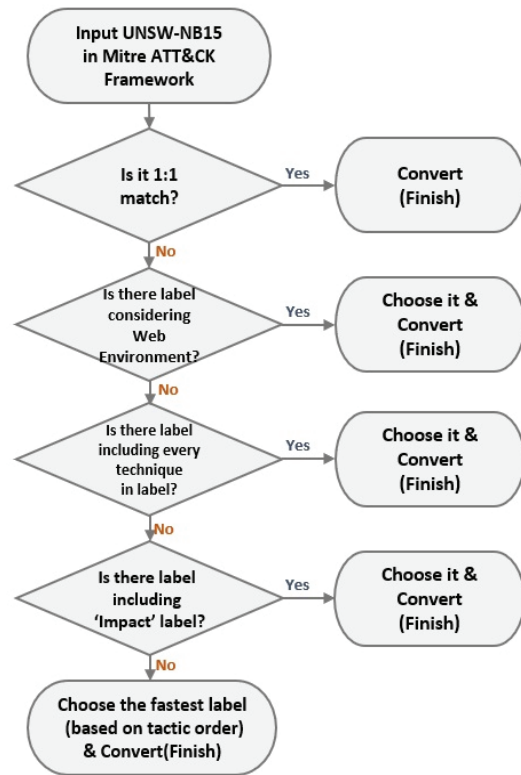 Input UNSW-NB15
in Mitre ATT&CK
Framework
Is it 1:1
match?
Yes
Convert
(Finish)
No
Is there label
considering
Web
Environment?
Yes
Choose it &
Convert
(Finish)
No
Is there label
including every
technique
in label?
Yes
Choose it &
Convert
(Finish)
No
Is there label
including
‘Impact’ label?
Yes
Choose it &
Convert
(Finish)
No
Choose the fastest label
(based on tactic order)
& Convert(Finish)